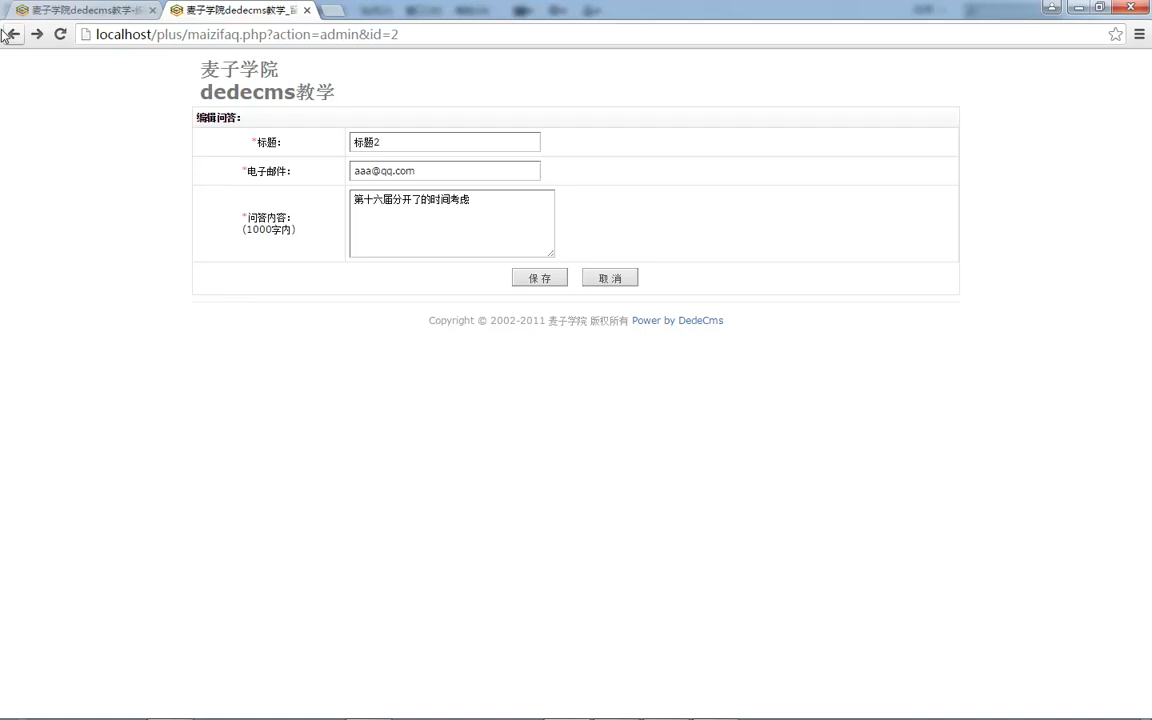 麦子学院dedecms教学-
麦子学院dedecms教学_
localhost/plus/maizifaq.php?action=admin&id=2
麦子学院
dedecms教学
编辑问答：
*标题：
标题2
*电子邮件：
aaa@qq.com
*问答内容：
（1000字内）
第十六届分开了的时间考虑
保 存
取 消
Copyright © 2002-2011 麦子学院 版权所有 Power by DedeCms